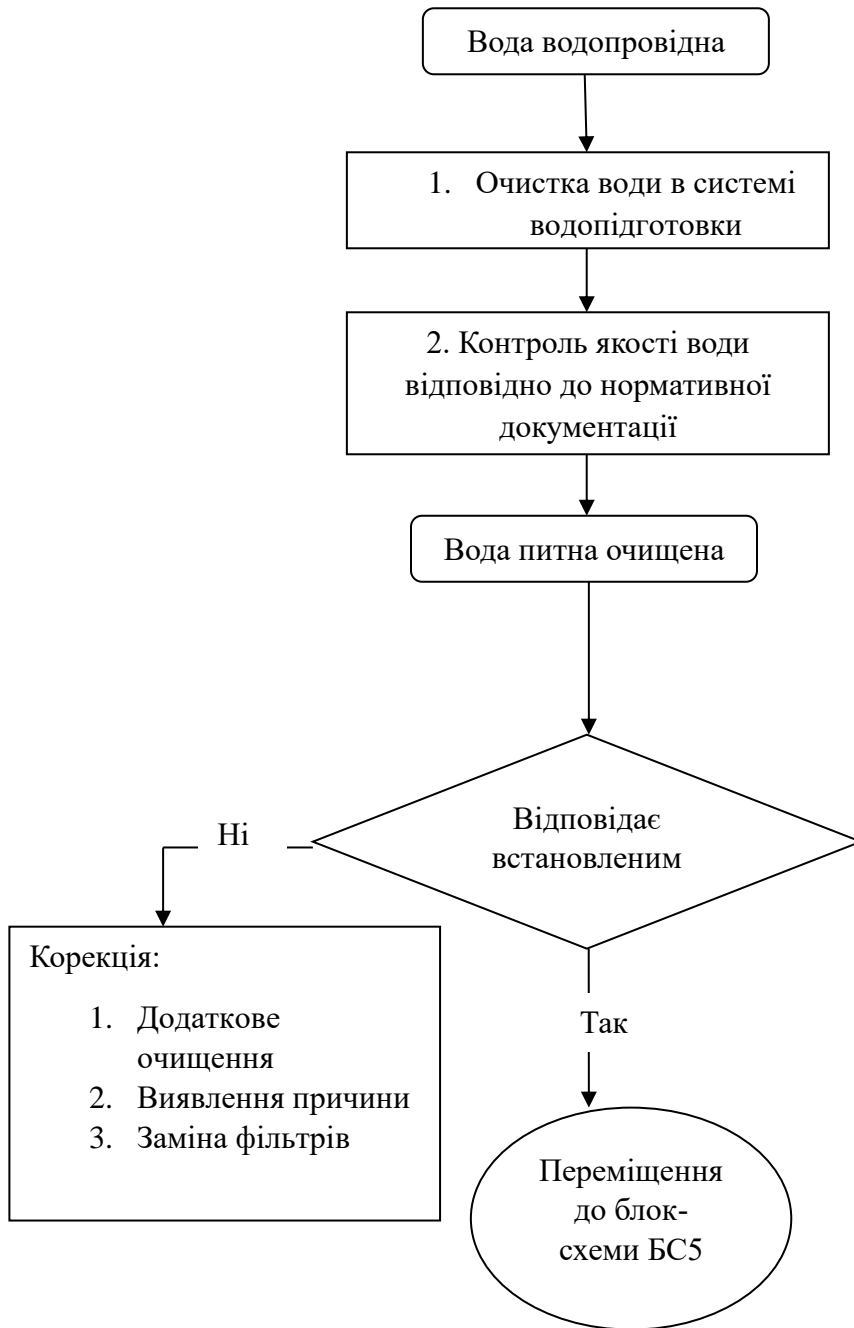 Вода водопровідна
1. Очистка води в системі
водопідготовки
2. Контроль якості води
відповідно до нормативної
документації
Вода питна очищена
Відповідає
встановленим
Ні
Корекція:
1. Додаткове
очищення
2. Виявлення причини
3. Заміна фільтрів
Так
Переміщення
до блок-
схеми БС5